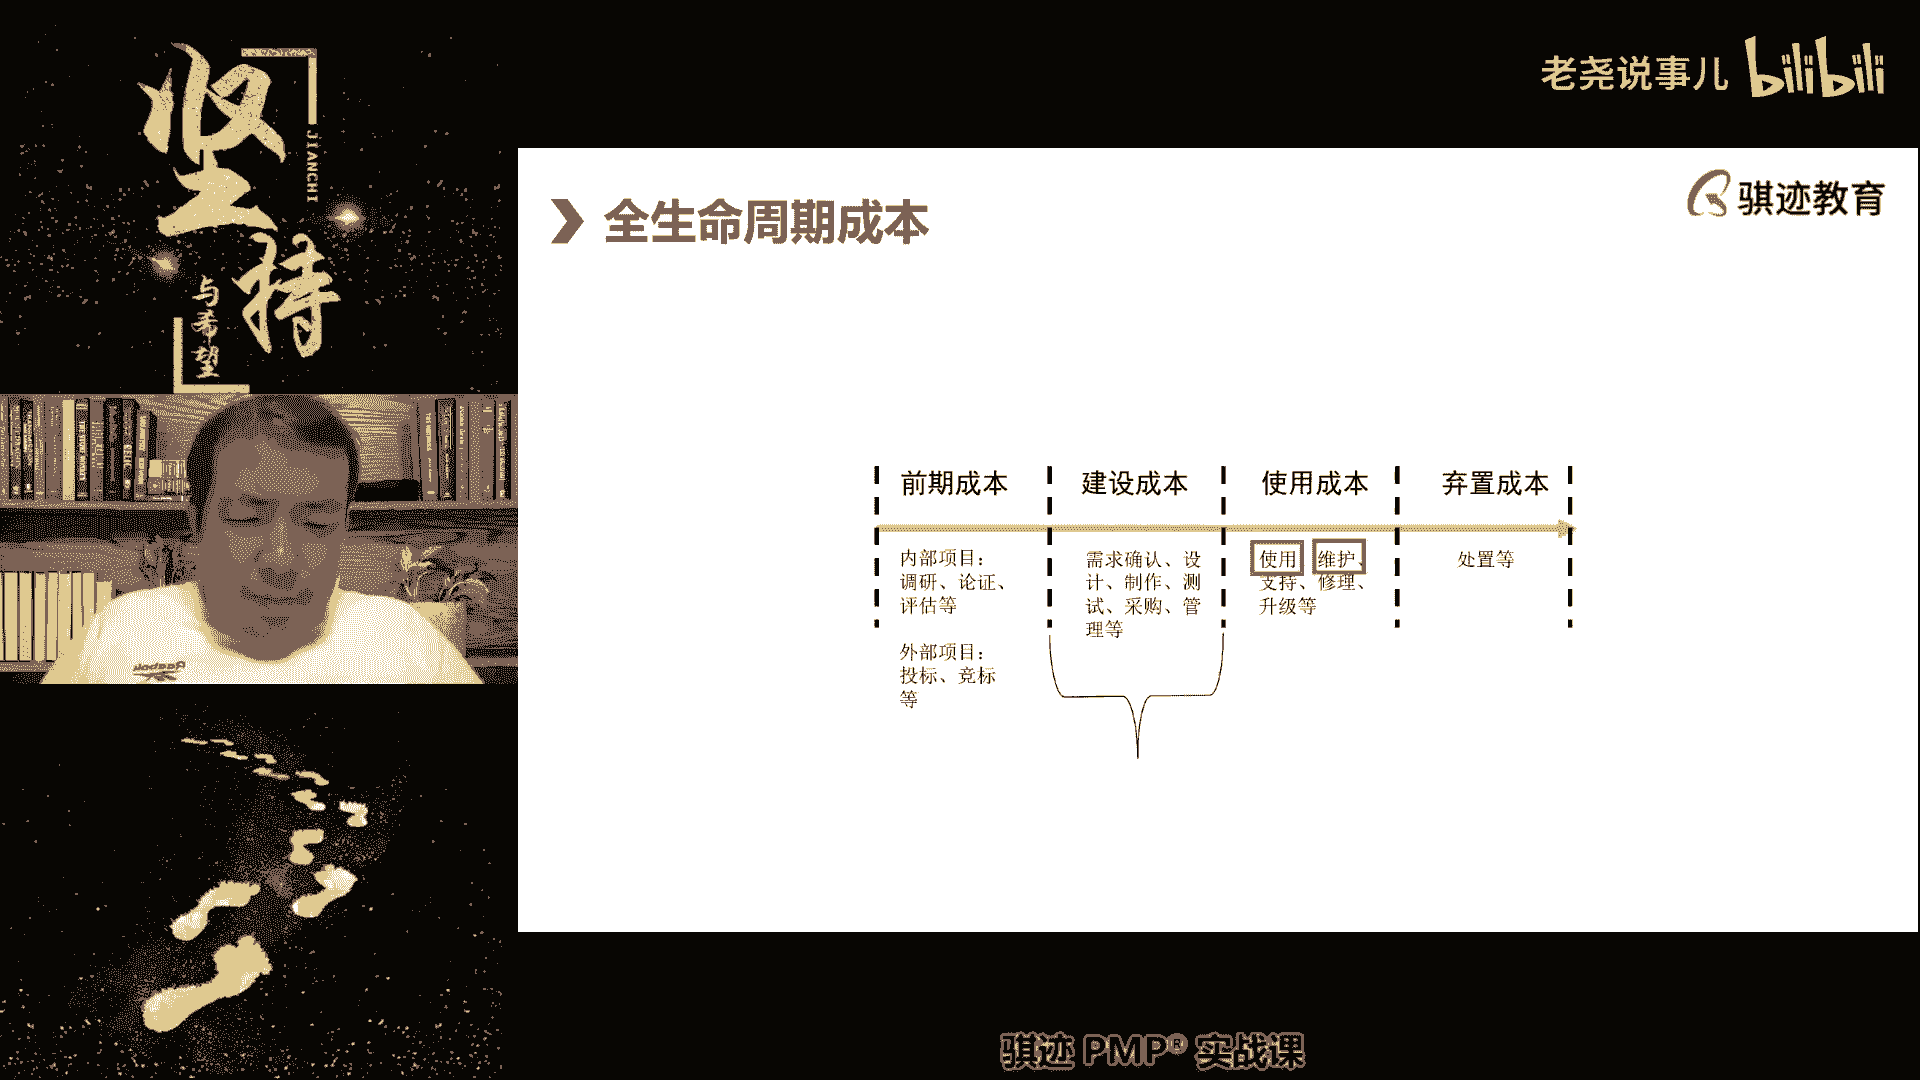 坚持
JIANCHI
与希望
老尧说事儿 bilibili
骐迹教育
全生命周期成本
前期成本
建设成本
使用成本
弃置成本
内部项目：
调研、论证、
评估等
外部项目：
投标、竞标
等
需求确认、设
计、制作、测
试、采购、管
理等
使用、维护、
支持、修理、
升级等
处置等
Reebok
骐迹 PMP® 实战课